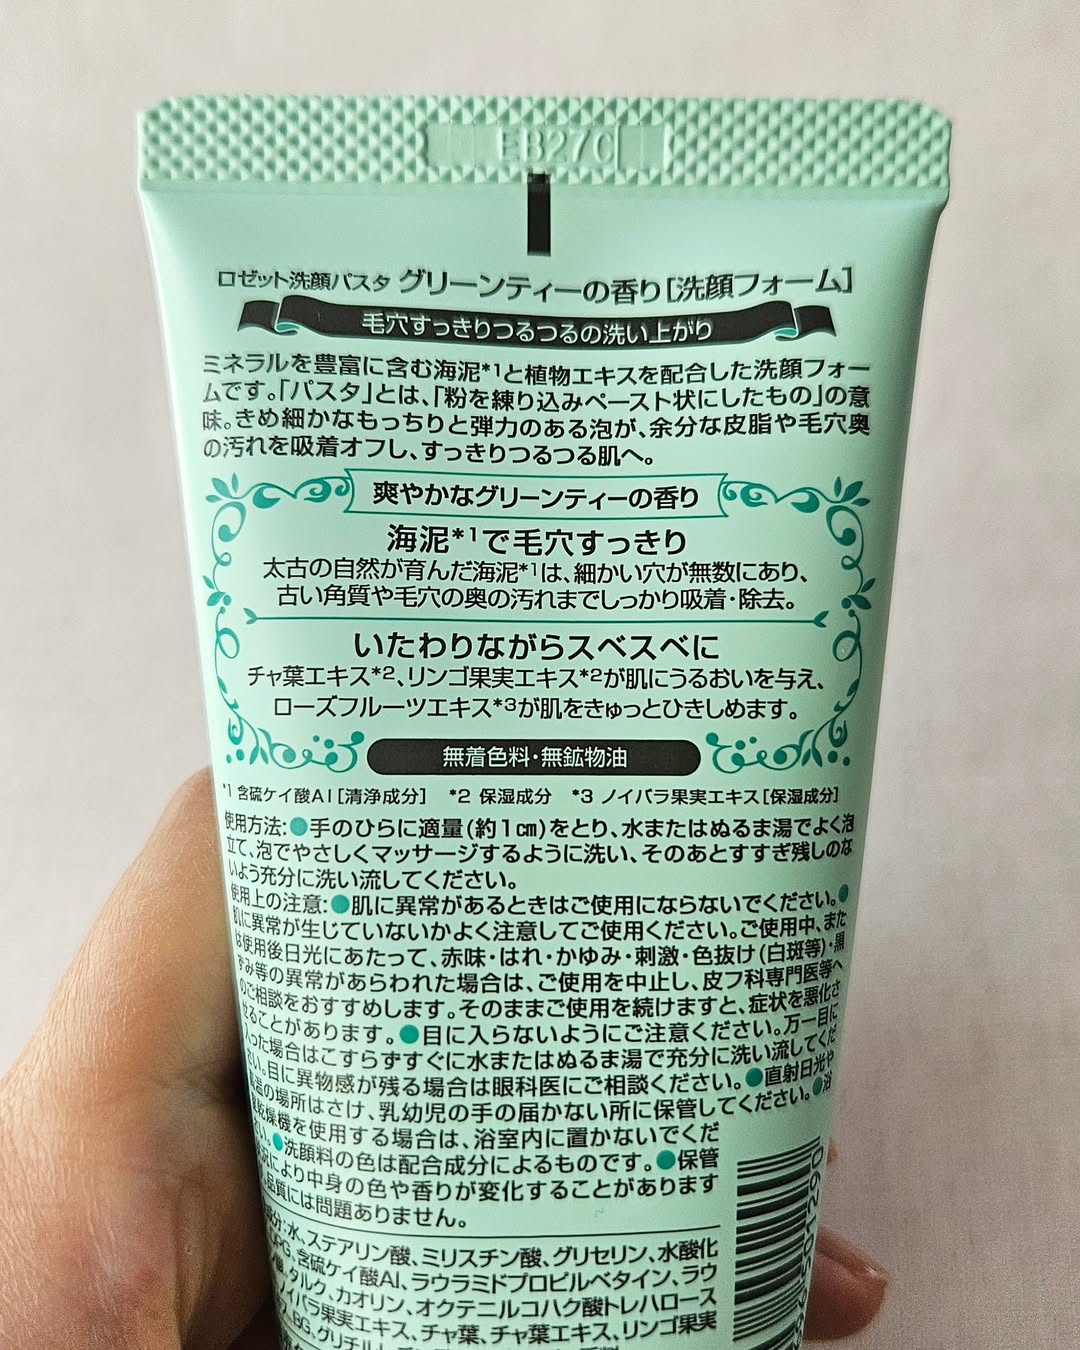 EB27C
ロゼット洗顔パスタ グリーンティーの香り[洗顔フォーム]
毛穴すっきりつるつるの洗い上がり
ミネラルを豊富に含む海泥*1と植物エキスを配合した洗顔フォー
ムです。「パスタ」とは、「粉を練り込みペースト状にしたもの」の意
味。きめ細かなもっちりと弾力のある泡が、余分な皮脂や毛穴奥
の汚れを吸着オフし、すっきりつるつる肌へ。
爽やかなグリーンティーの香り
海泥*1で毛穴すっきり
太古の自然が育んだ海泥*1は、細かい穴が無数にあり、
古い角質や毛穴の奥の汚れまでしっかり吸着・除去。
いたわりながらスベスベに
チャ葉エキス*2、リンゴ果実エキス*2が肌にうるおいを与え、
ローズフルーツエキス*3が肌をきゅっとひきしめます。
無着色料・無鉱物油
*1 含硫ケイ酸Al[清浄成分] *2 保湿成分 *3 ノイバラ果実エキス[保湿成分]
使用方法:●手のひらに適量(約1㎝)をとり、水またはぬるま湯でよく泡
立て、泡でやさしくマッサージするように洗い、そのあとすすぎ残しのな
いよう充分に洗い流してください。
使用上の注意:●肌に異常があるときはご使用にならないでください。●
肌に異常が生じていないかよく注意してご使用ください。ご使用中、また
は使用後日光にあたって、赤味・はれ・かゆみ・刺激・色抜け(白斑等)・黒
ずみ等の異常があらわれた場合は、ご使用を中止し、皮フ科専門医等へ
のご相談をおすすめします。そのままご使用を続けますと、症状を悪化さ
せることがあります。●目に入らないようにご注意ください。万一目に
入った場合はこすらずすぐに水またはぬるま湯で充分に洗い流してくだ
さい。目に異物感が残る場合は眼科医にご相談ください。●直射日光や
高温の場所はさけ、乳幼児の手の届かない所に保管してください。●浴
室乾燥機を使用する場合は、浴室内に置かないでくだ
さい。●洗顔料の色は配合成分によるものです。●保管
状況により中身の色や香りが変化することがあります
が、品質には問題ありません。
成分:水、ステアリン酸、ミリスチン酸、グリセリン、水酸化
DPG、含硫ケイ酸Al、ラウラミドプロピルベタイン、ラウ
酸、タルク、カオリン、オクテニルコハク酸トレハロース
ノイバラ果実エキス、チャ葉、チャ葉エキス、リンゴ果実
BG、グリチルレチ